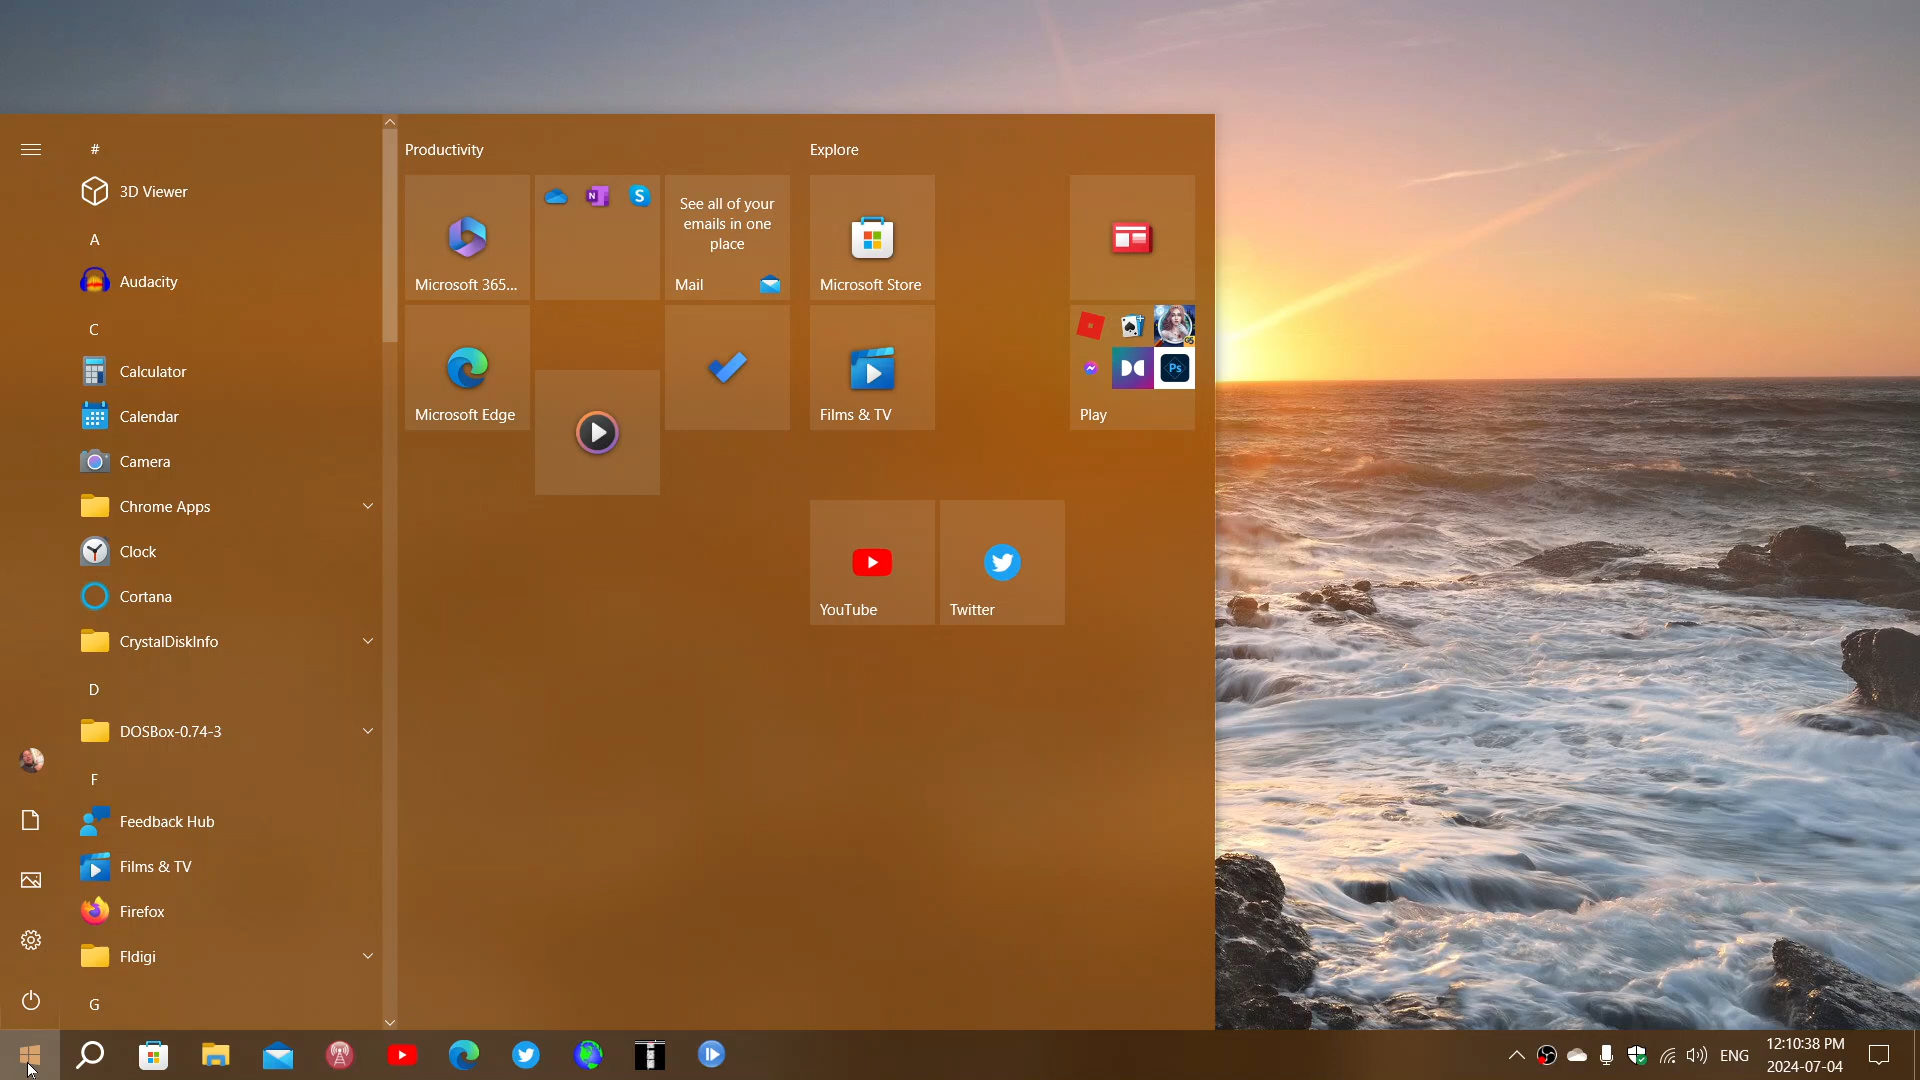 #
3D Viewer
A
Audacity
C
Calculator
Calendar
Camera
Chrome Apps
Clock
Cortana
CrystalDiskInfo
D
DOSBox-0.74-3
F
Feedback Hub
Films & TV
Firefox
Fldigi
G
Productivity
Microsoft 365...
N
S
See all of your
emails in one
place
Mail
Microsoft Edge
Explore
Microsoft Store
Films & TV
G5
Ps
Play
YouTube
Twitter
ENG
12:10:38 PM
2024-07-04